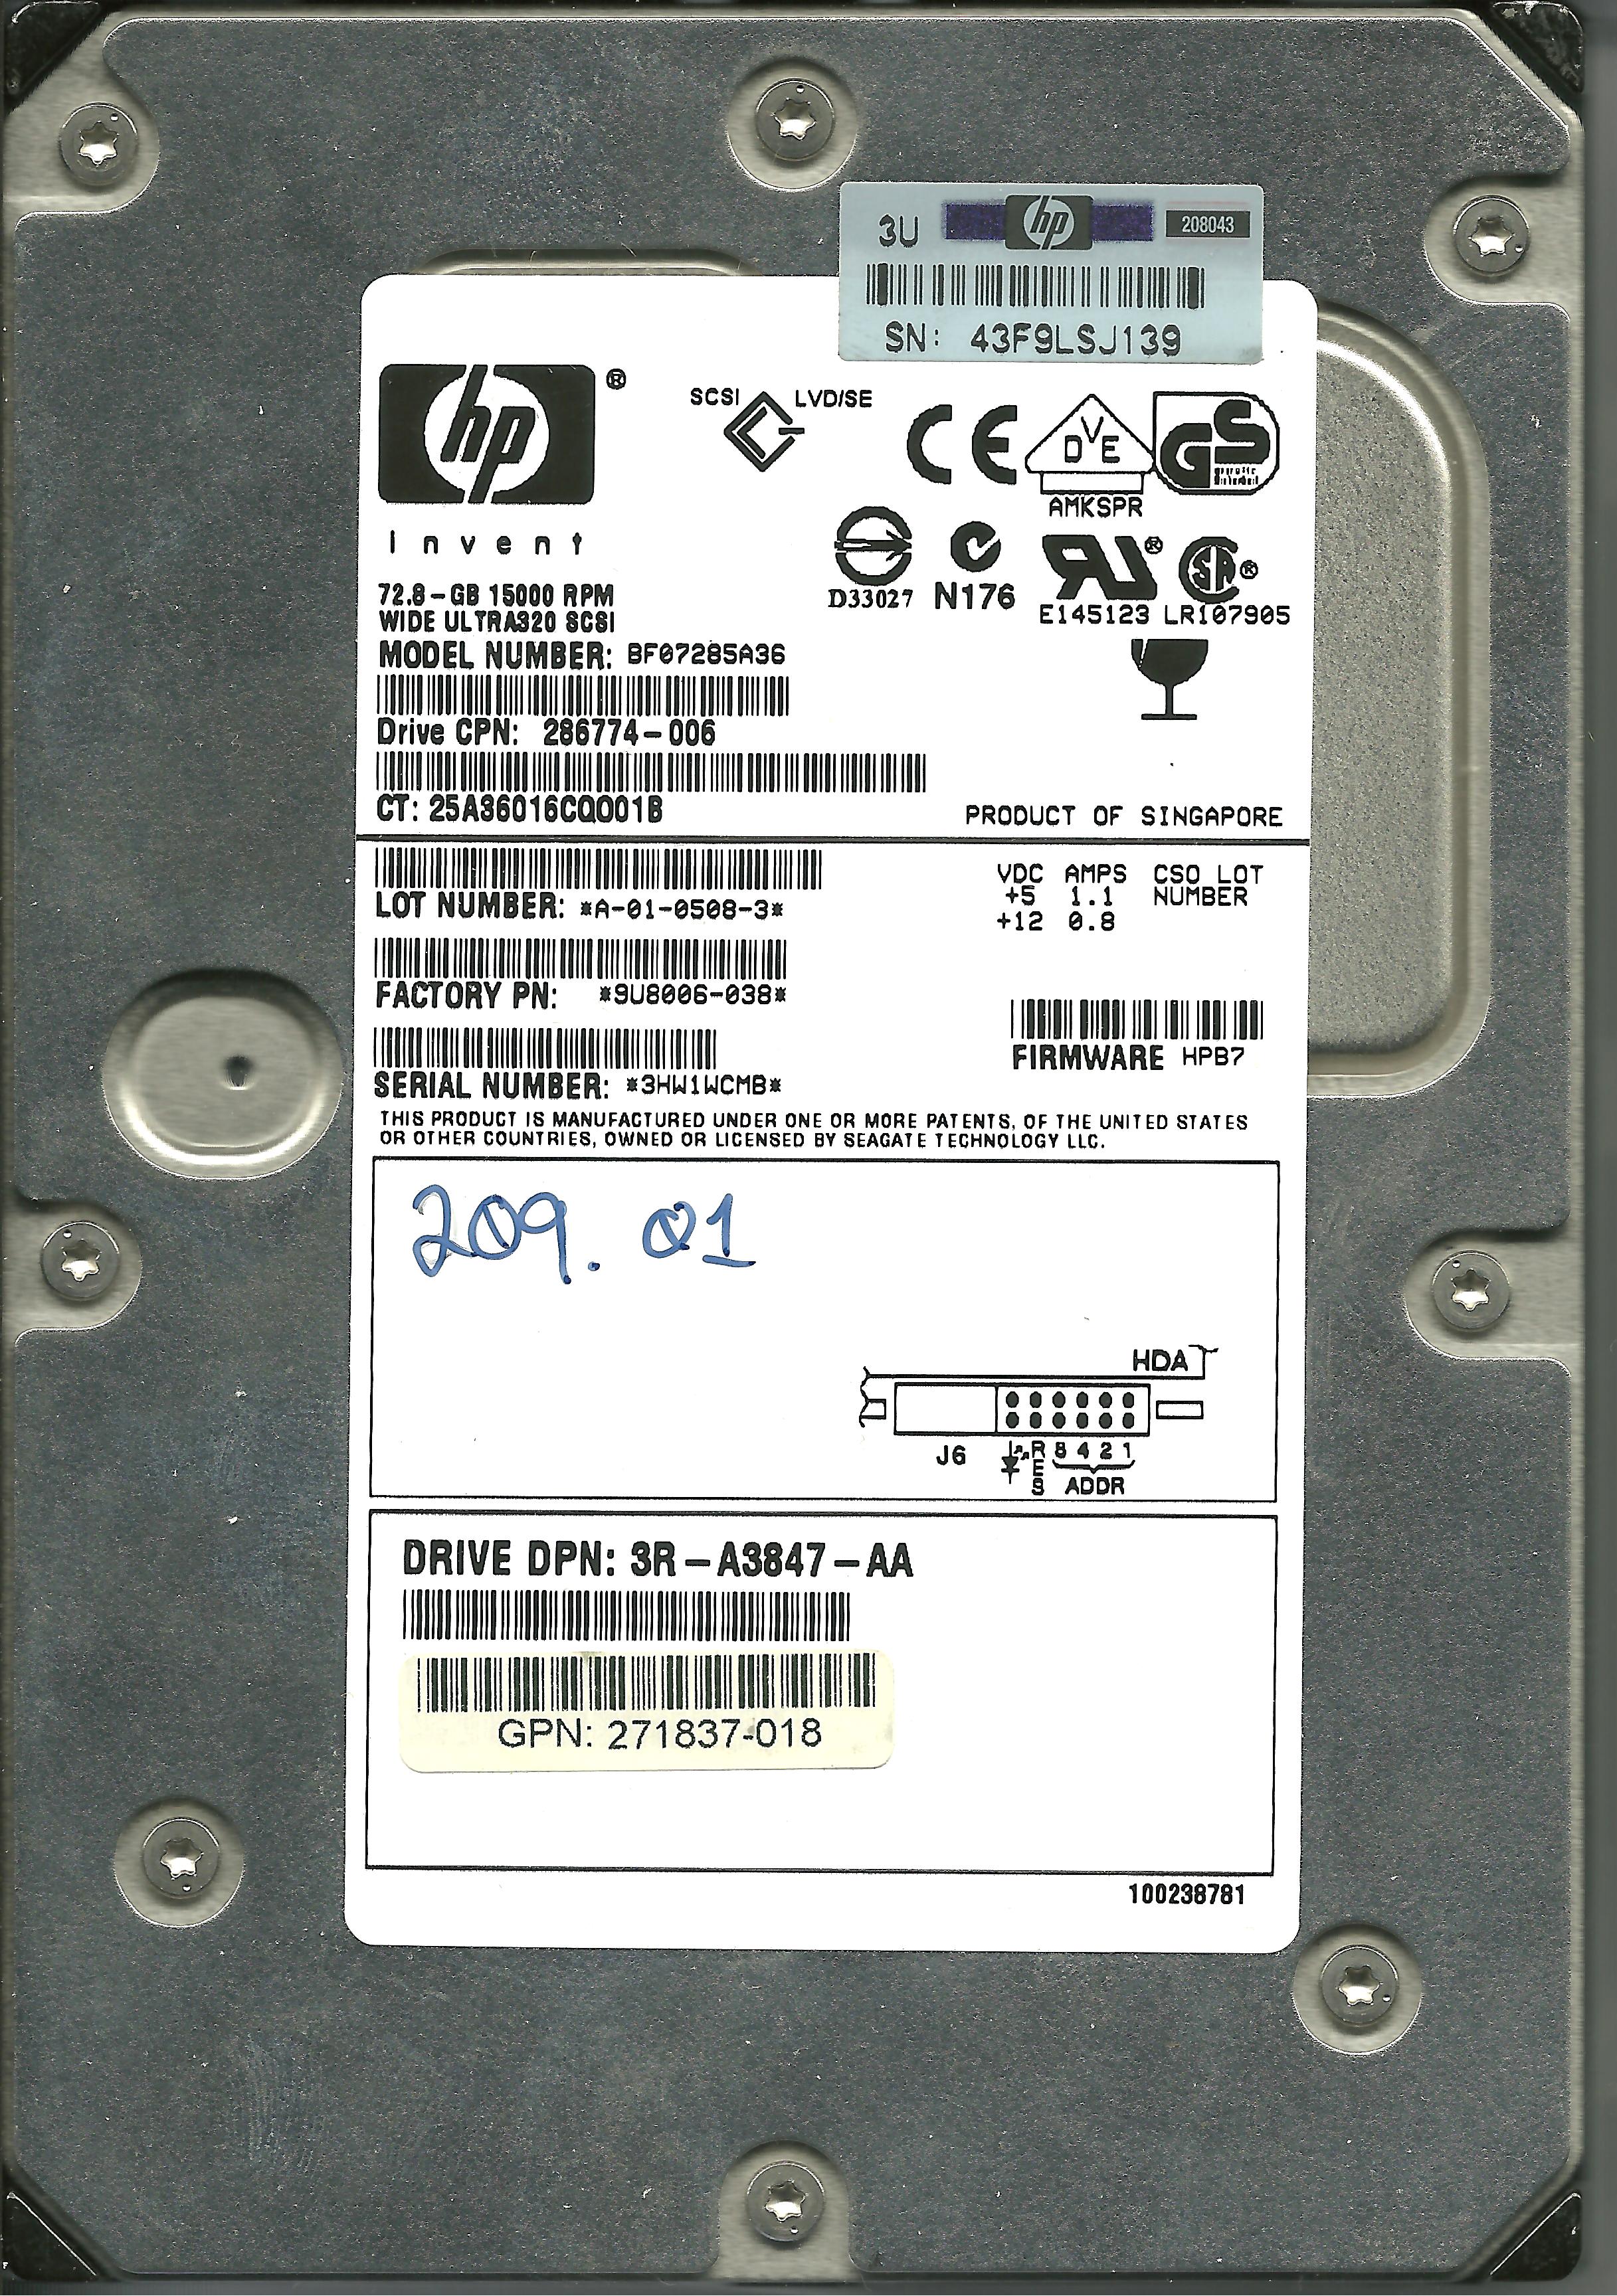 3U hp 208043
SN: 43F9LSJ139
hp ®
invent
SCSI LVD/SE
CE
DVE
GS
AMKSPR
D33027 N176
E145123 LR107905
72.8-GB 15000 RPM
WIDE ULTRA320 SCSI
MODEL NUMBER: BF07285A36
Drive CPN: 286774-006
CT: 25A36016CQ001B
PRODUCT OF SINGAPORE
LOT NUMBER: *A-01-0508-3*
VDC AMPS CSO LOT
+5 1.1 NUMBER
+12 0.8
FACTORY PN: *9U8006-038*
FIRMWARE HPB7
SERIAL NUMBER: *3HW1WCMB*
THIS PRODUCT IS MANUFACTURED UNDER ONE OR MORE PATENTS, OF THE UNITED STATES
OR OTHER COUNTRIES, OWNED OR LICENSED BY SEAGATE TECHNOLOGY LLC.
209. 01
HDA
J6 RES 8 4 2 1
ADDR
DRIVE DPN: 3R-A3847-AA
GPN: 271837-018
100238781